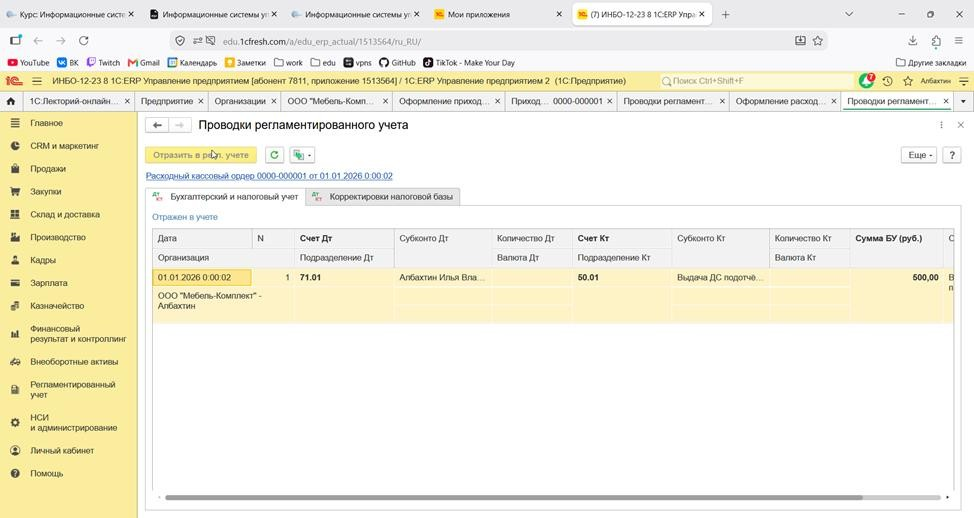 Курс: Информационные систе
Информационные системы уп
Информационные системы уп
Мои приложения
(7) ИНБО-12-23 8 1С:ERP Упра
edu.1cfresh.com/a/edu_erp_actual/1513564/ru_RU/
YouTube ВК Twitch Gmail Календарь Заметки work edu vpns GitHub TikTok - Make Your Day Другие закладки
ИНБО-12-23 8 1С:ERP Управление предприятием [абонент 7811, приложение 1513564] / 1С:ERP Управление предприятием 2 (1С:Предприятие)
Поиск Ctrl+Shift+F
7
Албахтин
1С:Лекторий-онлайн...
Предприятие
Организации
ООО "Мебель-Комп...
Оформление приход...
Приход... 0000-000001
Проводки регламент...
Оформление расход...
Проводки регламент...
Главное
CRM и маркетинг
Продажи
Закупки
Склад и доставка
Производство
Кадры
Зарплата
Казначейство
Финансовый
результат и контроллинг
Внеоборотные активы
Регламентированный
учет
НСИ
и администрирование
Личный кабинет
Помощь
Проводки регламентированного учета
Отразить в регл. учете
Еще
?
Расходный кассовый ордер 0000-000001 от 01.01.2026 0:00:02
Дт Кт Бухгалтерский и налоговый учет
Дт Кт Корректировки налоговой базы
Отражен в учете
Дата N Счет Дт Субконто Дт Количество Дт Счет Кт Субконто Кт Количество Кт Сумма БУ (руб.) С
Организация Подразделение Дт Валюта Дт Подразделение Кт Валюта Кт
01.01.2026 0:00:02 1 71.01 Албахтин Илья Вла... 50.01 Выдача ДС подотчё... 500,00 В
п
ООО "Мебель-Комплект" -
Албахтин